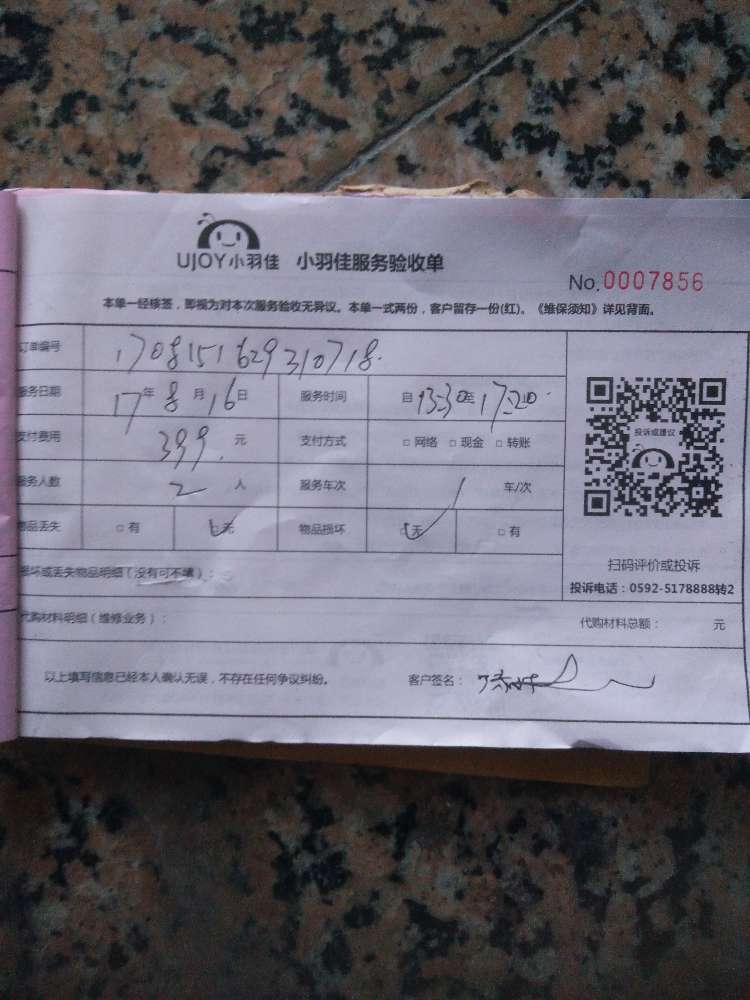 UJOY小羽佳 小羽佳服务验收单
No.0007856
本单一经核签，即视为对本次服务验收无异议。本单一式两份，客户留存一份(红)。《维保须知》详见背面。
订单编号 1708151629310718.
服务日期 17年8月16日 服务时间 自13:30至17:20
支付费用 399.元 支付方式 □网络 □现金 □转账
服务人数 2人 服务车次 1车/次
物品丢失 □有 □无 物品损坏 □无 □有
投诉或建议
扫码评价或投诉
投诉电话：0592-5178888转2
损坏或丢失物品明细（没有可不填）：
代购材料明细（维修业务）： 代购材料总额： 元
以上填写信息已经本人确认无误，不存在任何争议纠纷。 客户签名：